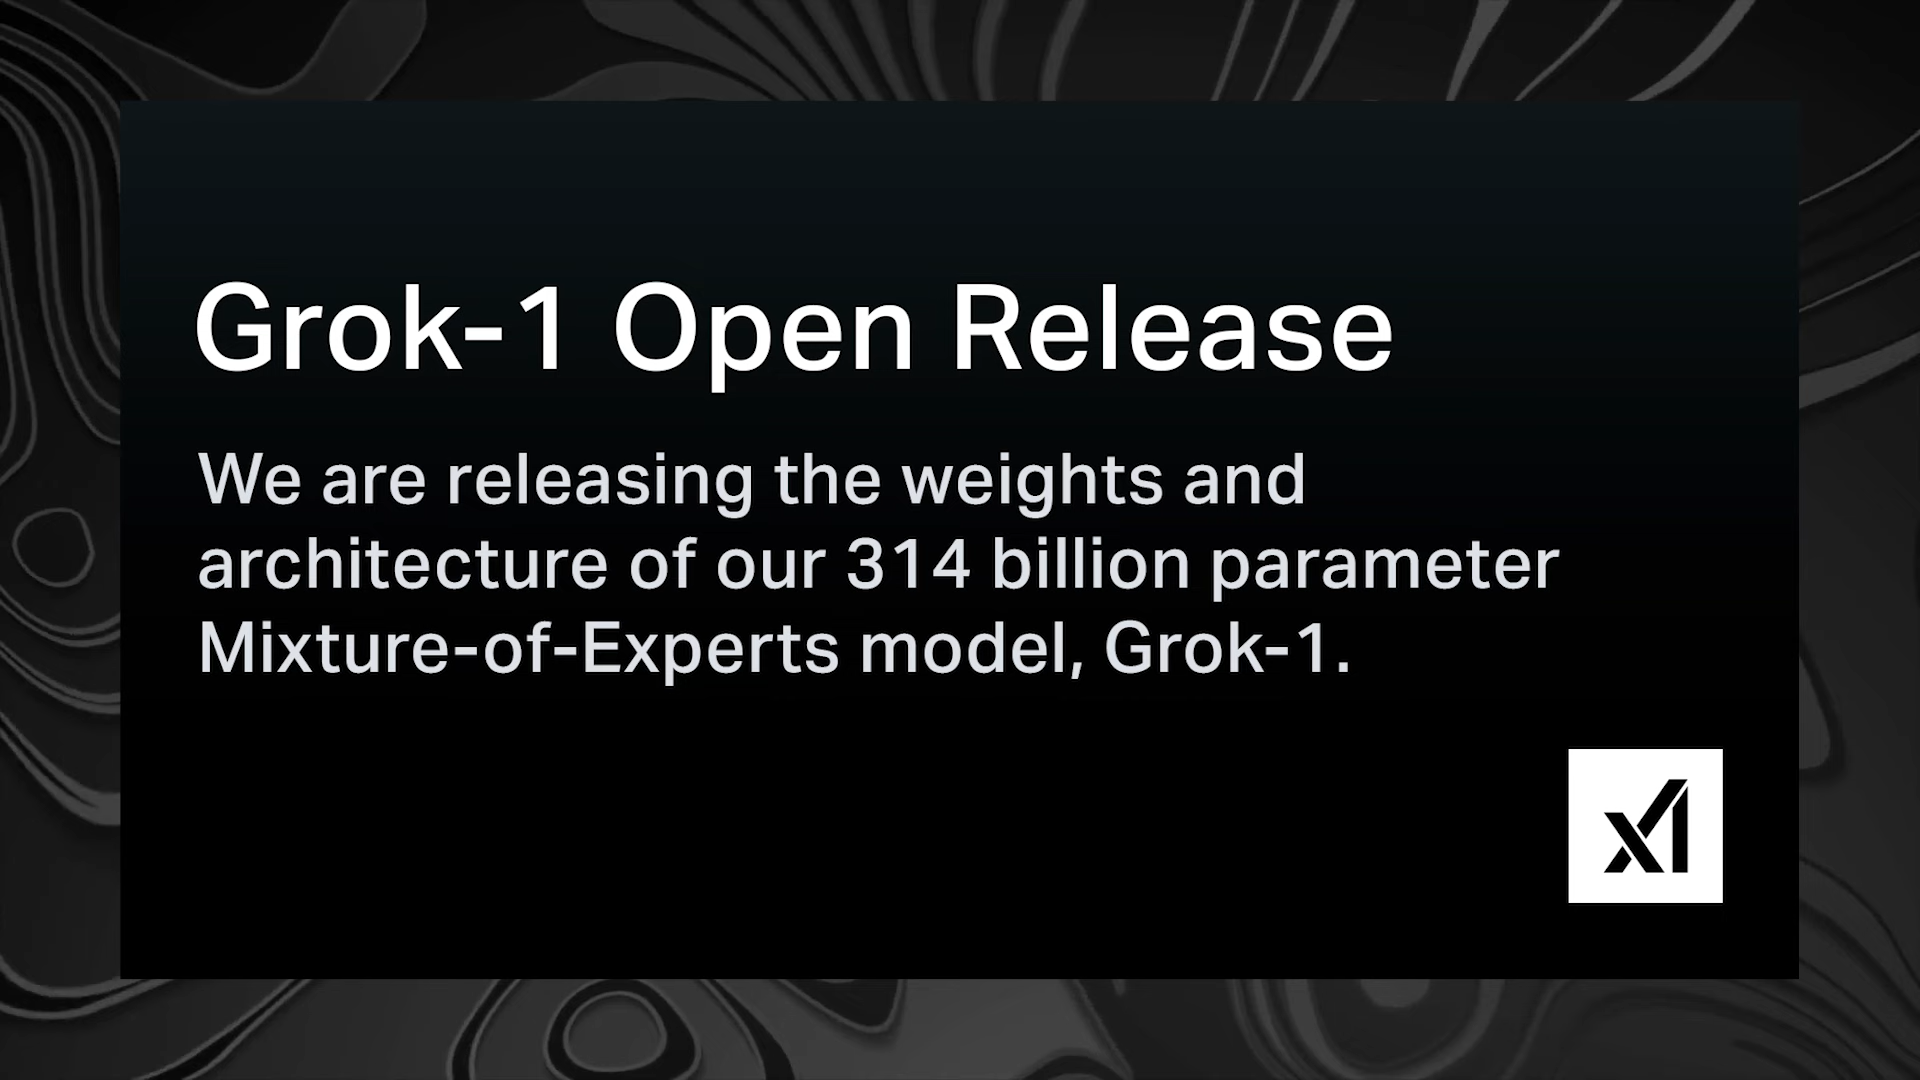 Grok-1 Open Release
We are releasing the weights and
architecture of our 314 billion parameter
Mixture-of-Experts model, Grok-1.
xI